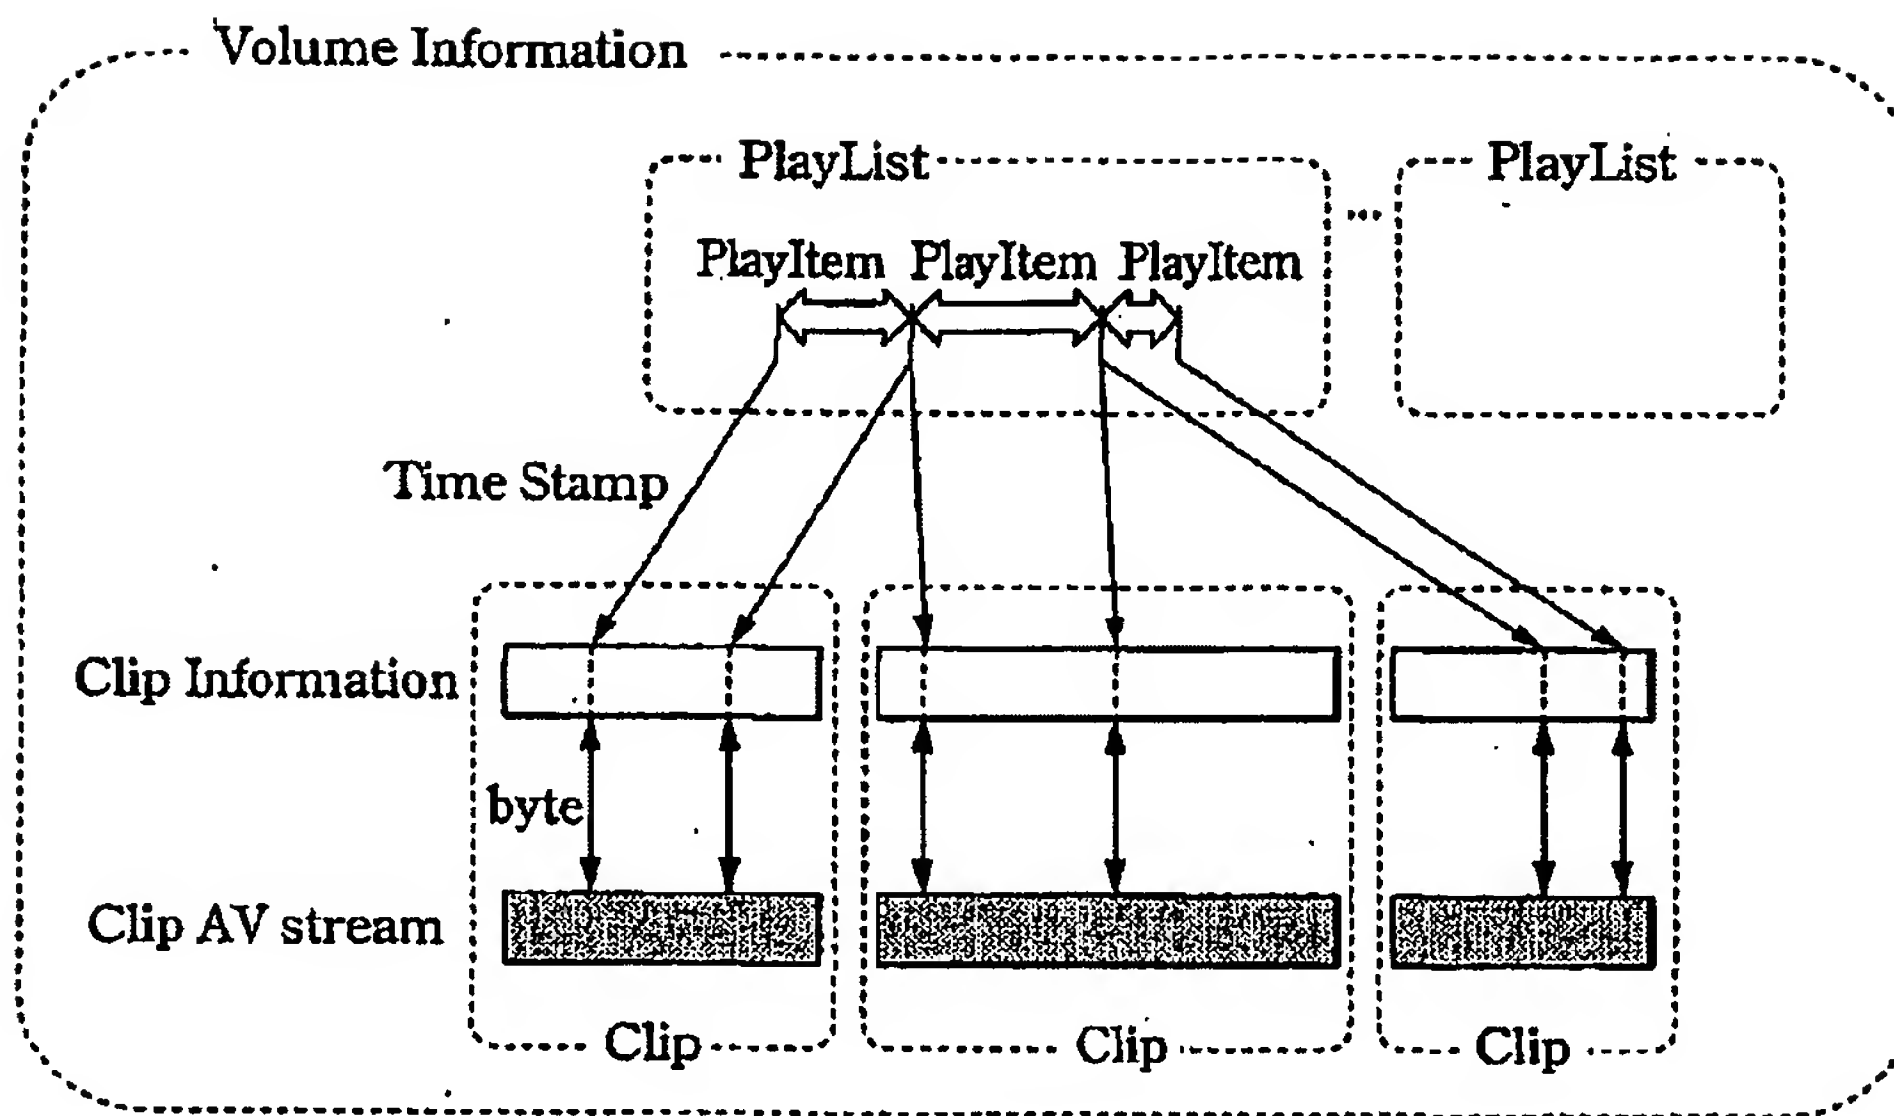 Volume Information
PlayList
PlayList
PlayItem PlayItem PlayItem
Time Stamp
Clip Information
byte
Clip AV stream
Clip
Clip
Clip